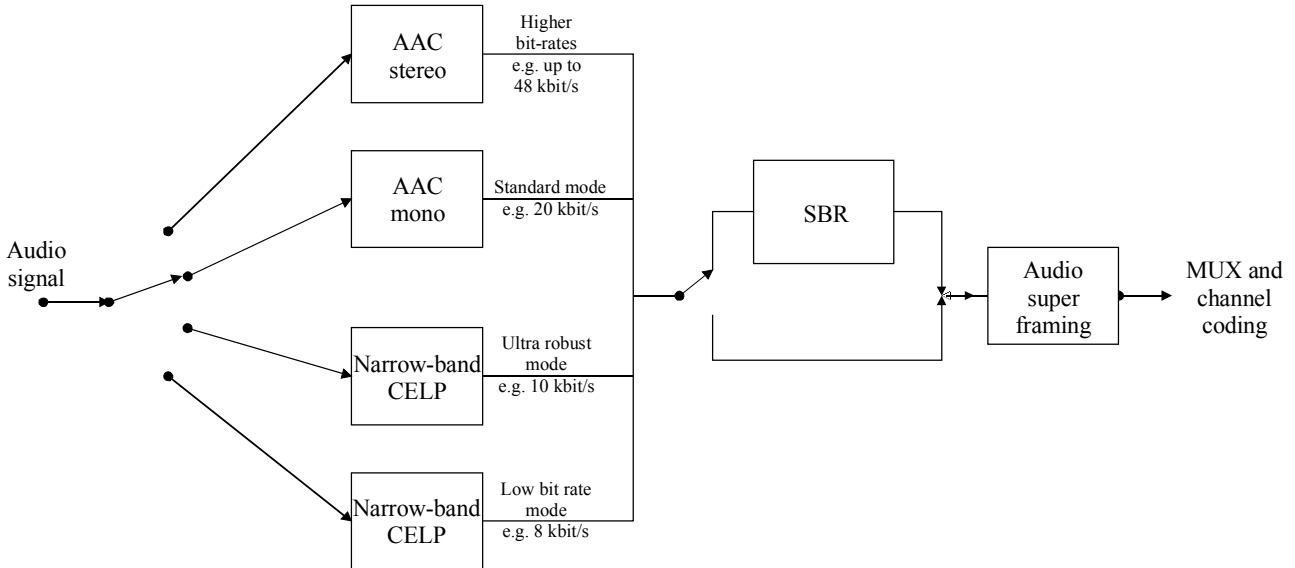 Audio
signal
AAC
stereo
Higher
bit-rates
e.g. up to
48 kbit/s
AAC
mono
Standard mode
e.g. 20 kbit/s
Narrow-band
CELP
Ultra robust
mode
e.g. 10 kbit/s
Narrow-band
CELP
Low bit rate
mode
e.g. 8 kbit/s
SBR
Audio
super
framing
MUX and
channel
coding